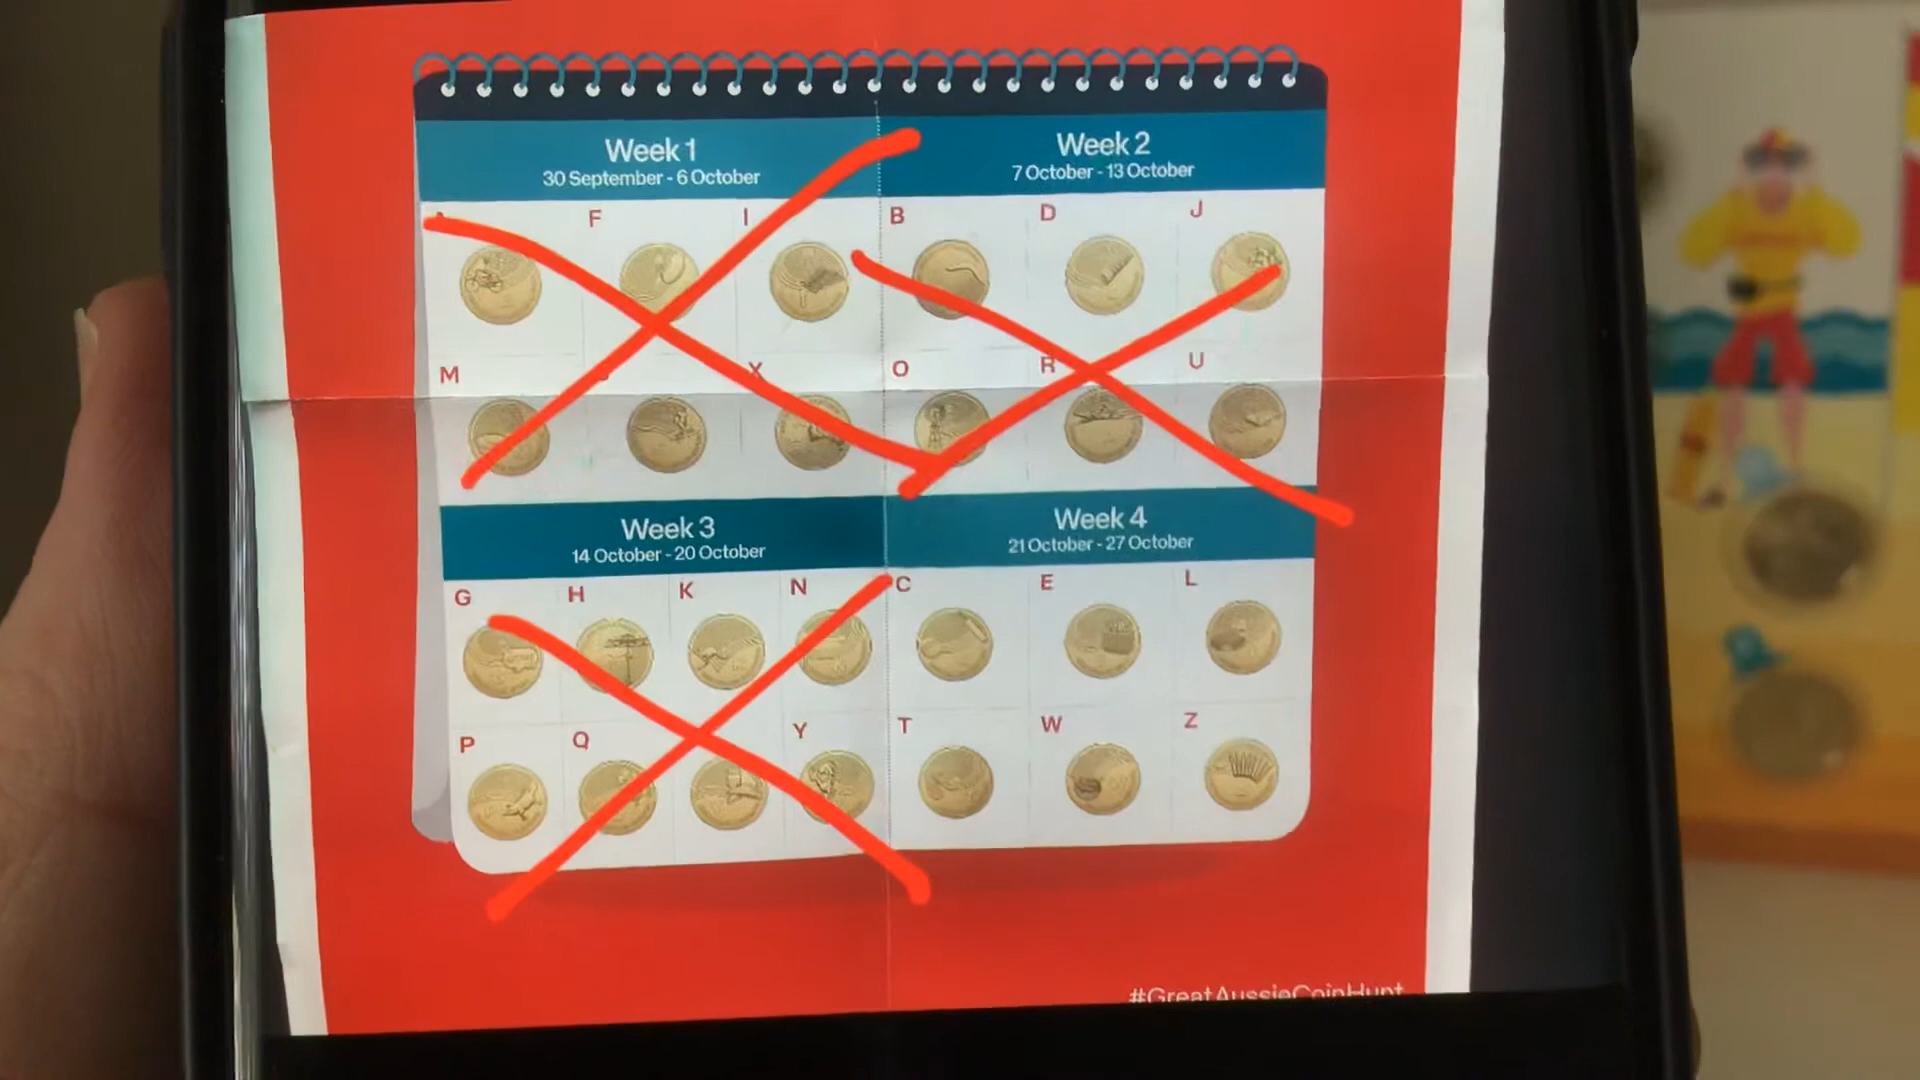 Week 1
30 September - 6 October
Week 2
7 October - 13 October
F I B D J
M X O R U
Week 3
14 October - 20 October
Week 4
21 October - 27 October
G H K N C E L
P Q Y T W Z
#GreatAussieCoinHunt